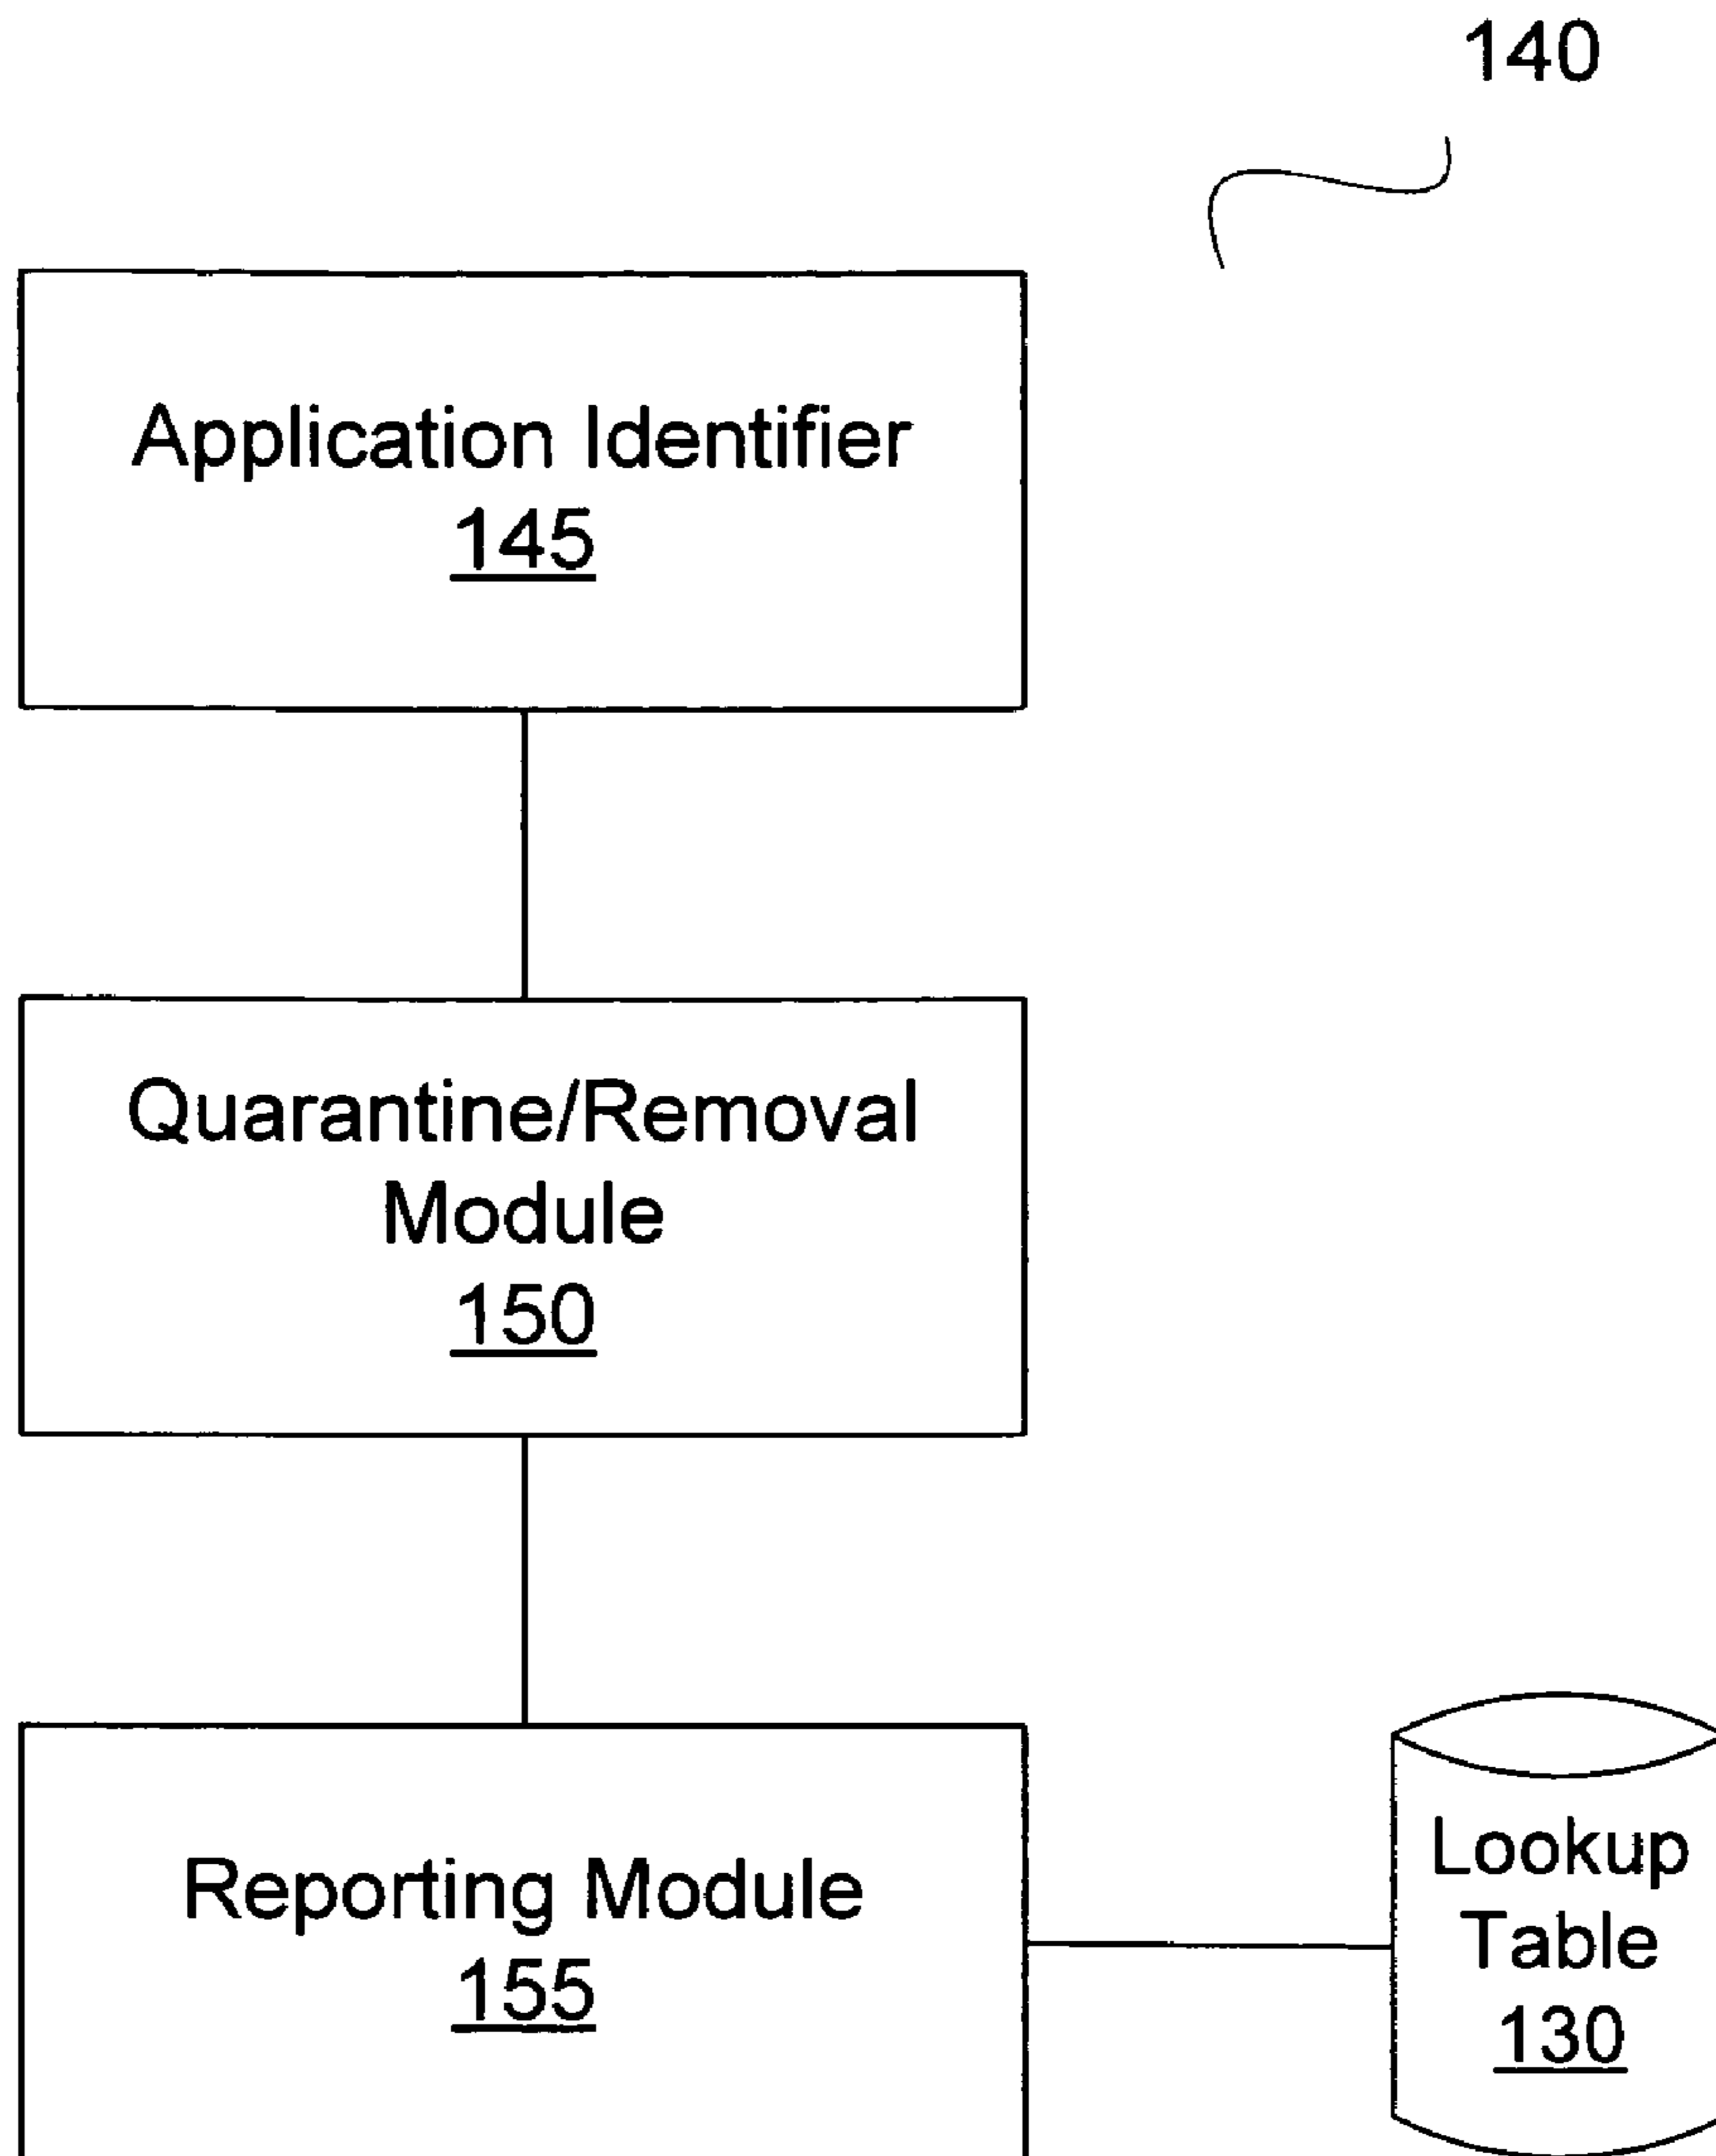 140
Application Identifier
145
Quarantine/Removal
Module
150
Reporting Module
155
Lookup
Table
130